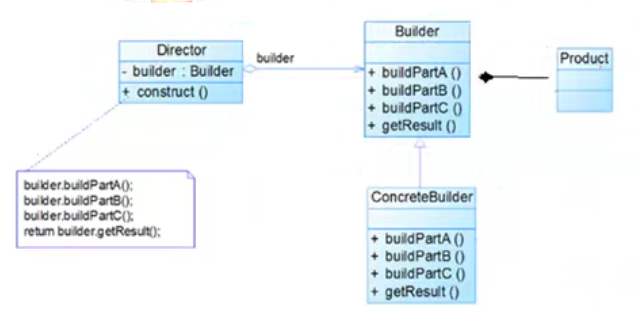 Director
- builder : Builder
+ construct ()
builder
Builder
+ buildPartA ()
+ buildPartB ()
+ buildPartC ()
+ getResult ()
Product
builder.buildPartA();
builder.buildPartB();
builder.buildPartC();
return builder.getResult();
ConcreteBuilder
+ buildPartA ()
+ buildPartB ()
+ buildPartC ()
+ getResult ()